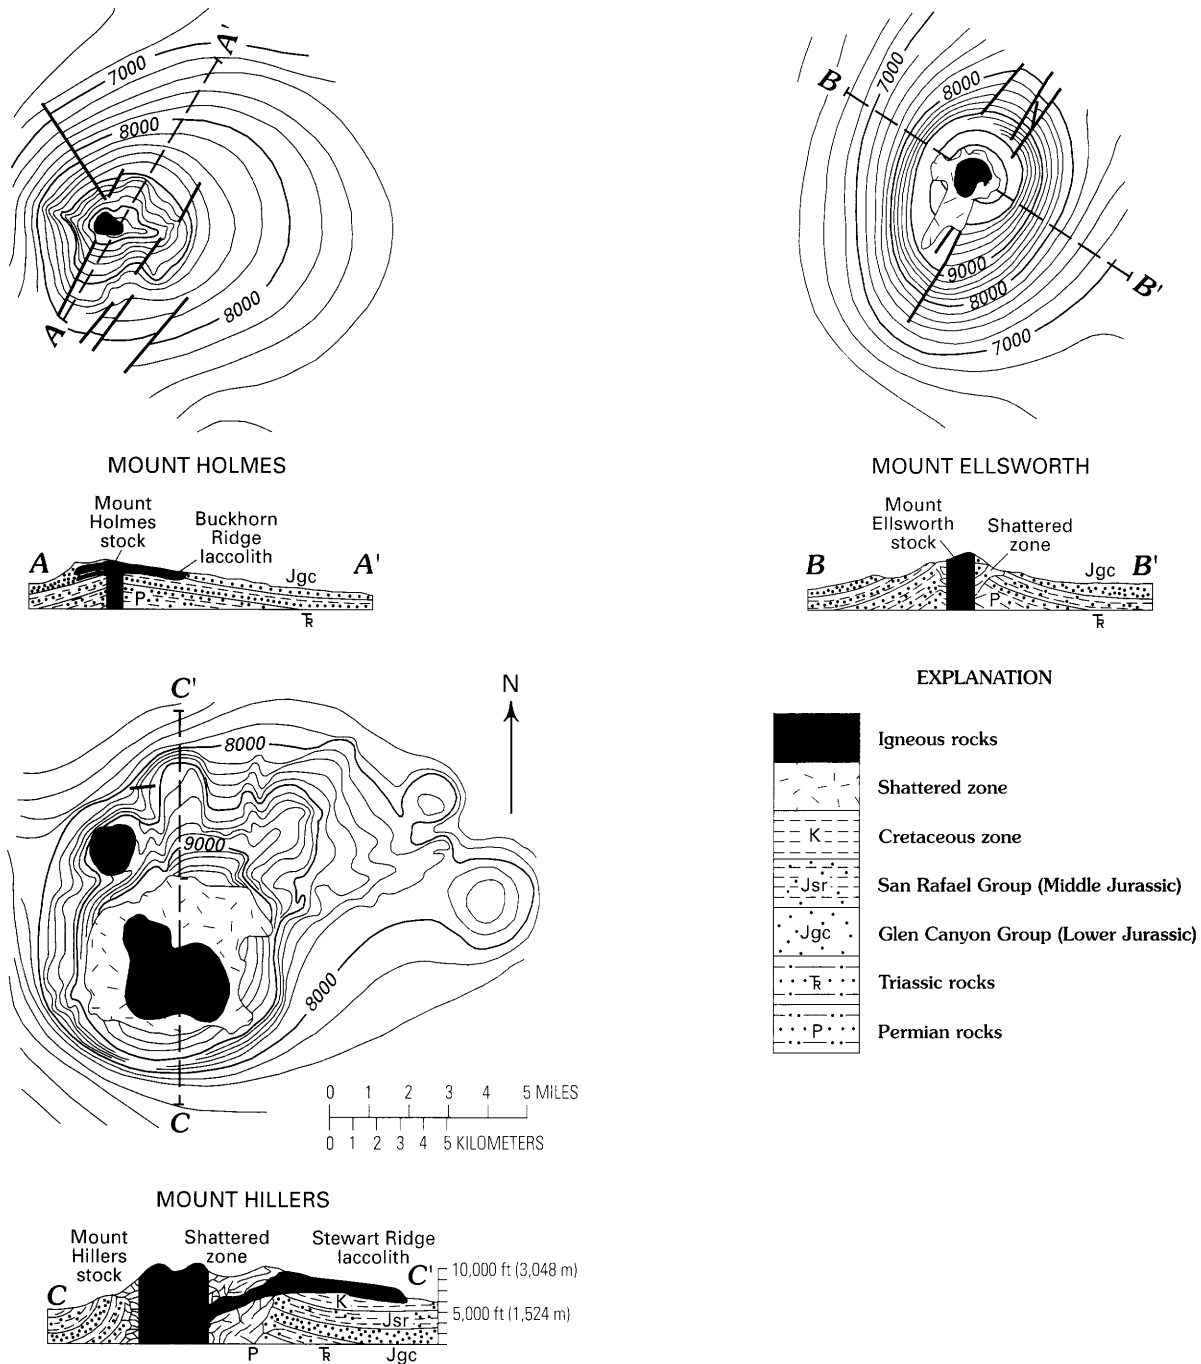 A'
7000
8000
8000
A
MOUNT HOLMES
Mount
Holmes
stock
Buckhorn
Ridge
laccolith
A
A'
Jgc
P
TR
B
7000
8000
9000
8000
7000
B'
MOUNT ELLSWORTH
Mount
Ellsworth
stock
Shattered
zone
B
B'
Jgc
P
TR
C'
N
8000
9000
8000
C
0 1 2 3 4 5 MILES
0 1 2 3 4 5 KILOMETERS
MOUNT HILLERS
Mount
Hillers
stock
Shattered
zone
Stewart Ridge
laccolith
C
C'
10,000 ft (3,048 m)
5,000 ft (1,524 m)
K
Jsr
P
TR
Jgc
EXPLANATION
Igneous rocks
Shattered zone
K Cretaceous zone
Jsr San Rafael Group (Middle Jurassic)
Jgc Glen Canyon Group (Lower Jurassic)
TR Triassic rocks
P Permian rocks